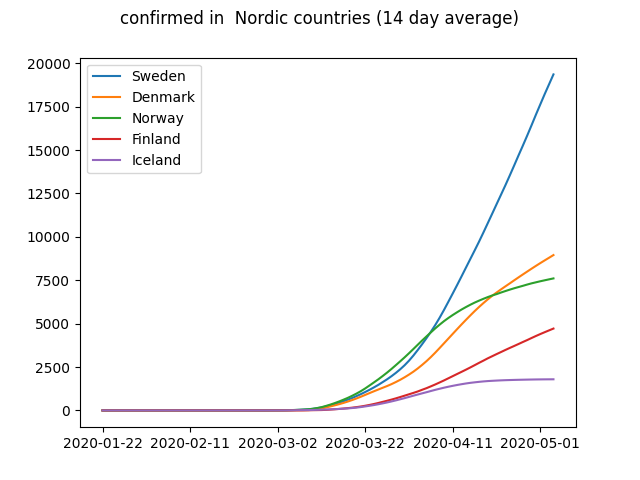 confirmed in  Nordic countries (14 day average)
20000
17500
15000
12500
10000
7500
5000
2500
0
Sweden
Denmark
Norway
Finland
Iceland
2020-01-22 2020-02-11 2020-03-02 2020-03-22 2020-04-11 2020-05-01